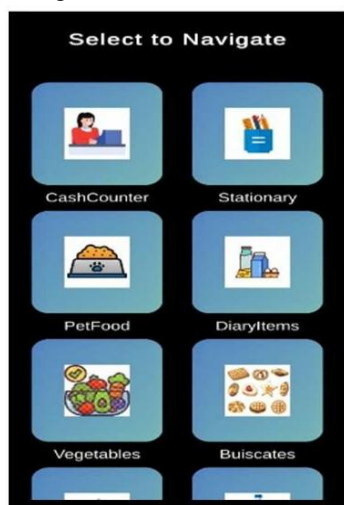 Select to Navigate
CashCounter
Stationary
PetFood
DiaryItems
Vegetables
Buiscates